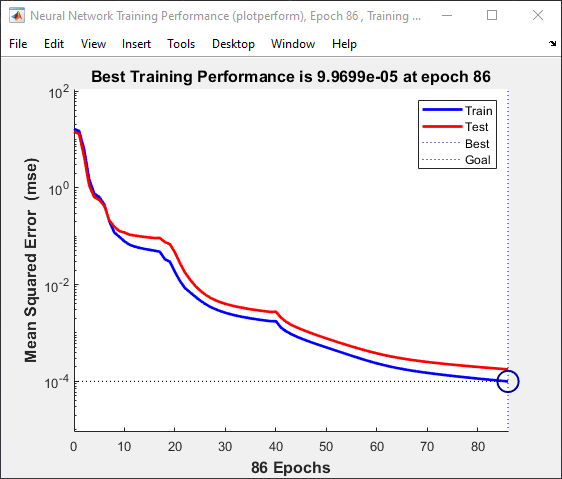 Neural Network Training Performance (plotperform), Epoch 86 , Training ...
File Edit View Insert Tools Desktop Window Help
Best Training Performance is 9.9699e-05 at epoch 86
10^2
10^0
10^-2
10^-4
Mean Squared Error (mse)
Train
Test
Best
Goal
0 10 20 30 40 50 60 70 80
86 Epochs